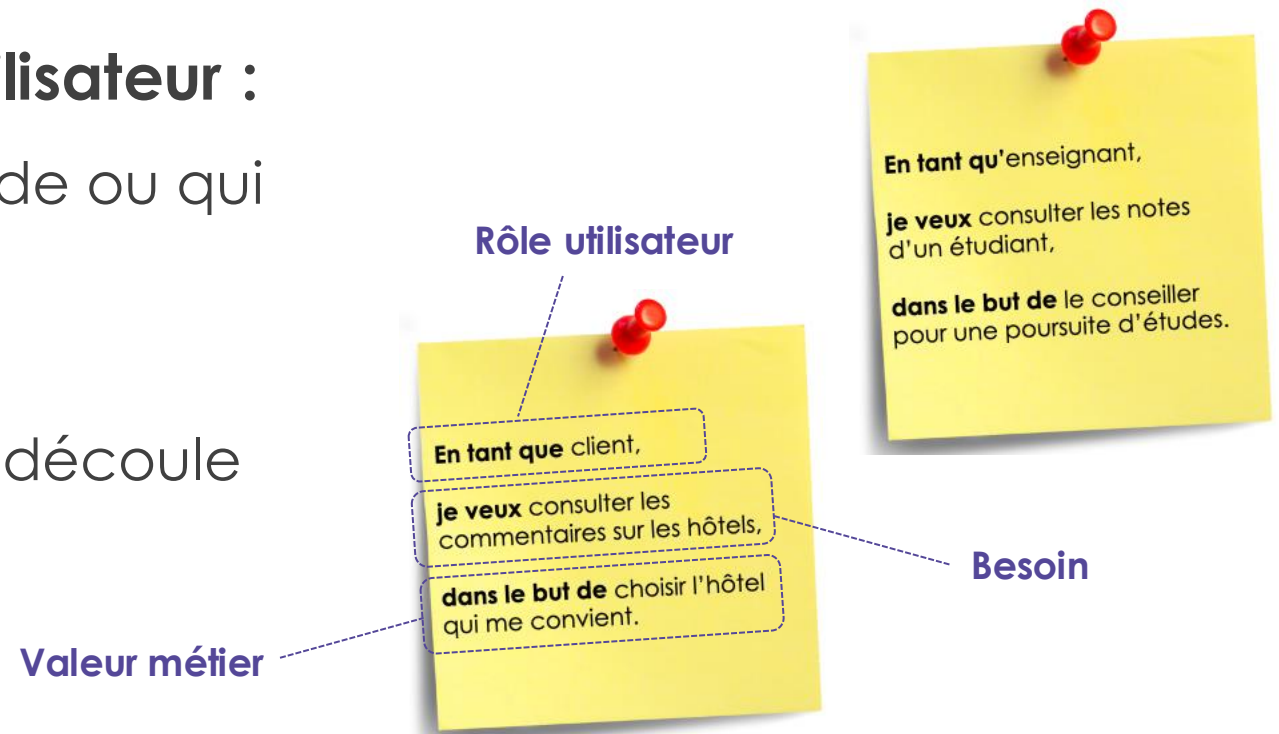 lisateur :
de ou qui
découle
Rôle utilisateur
En tant que client,
je veux consulter les
commentaires sur les hôtels,
dans le but de choisir l'hôtel
qui me convient.
Besoin
Valeur métier
En tant qu'enseignant,
je veux consulter les notes
d'un étudiant,
dans le but de le conseiller
pour une poursuite d'études.